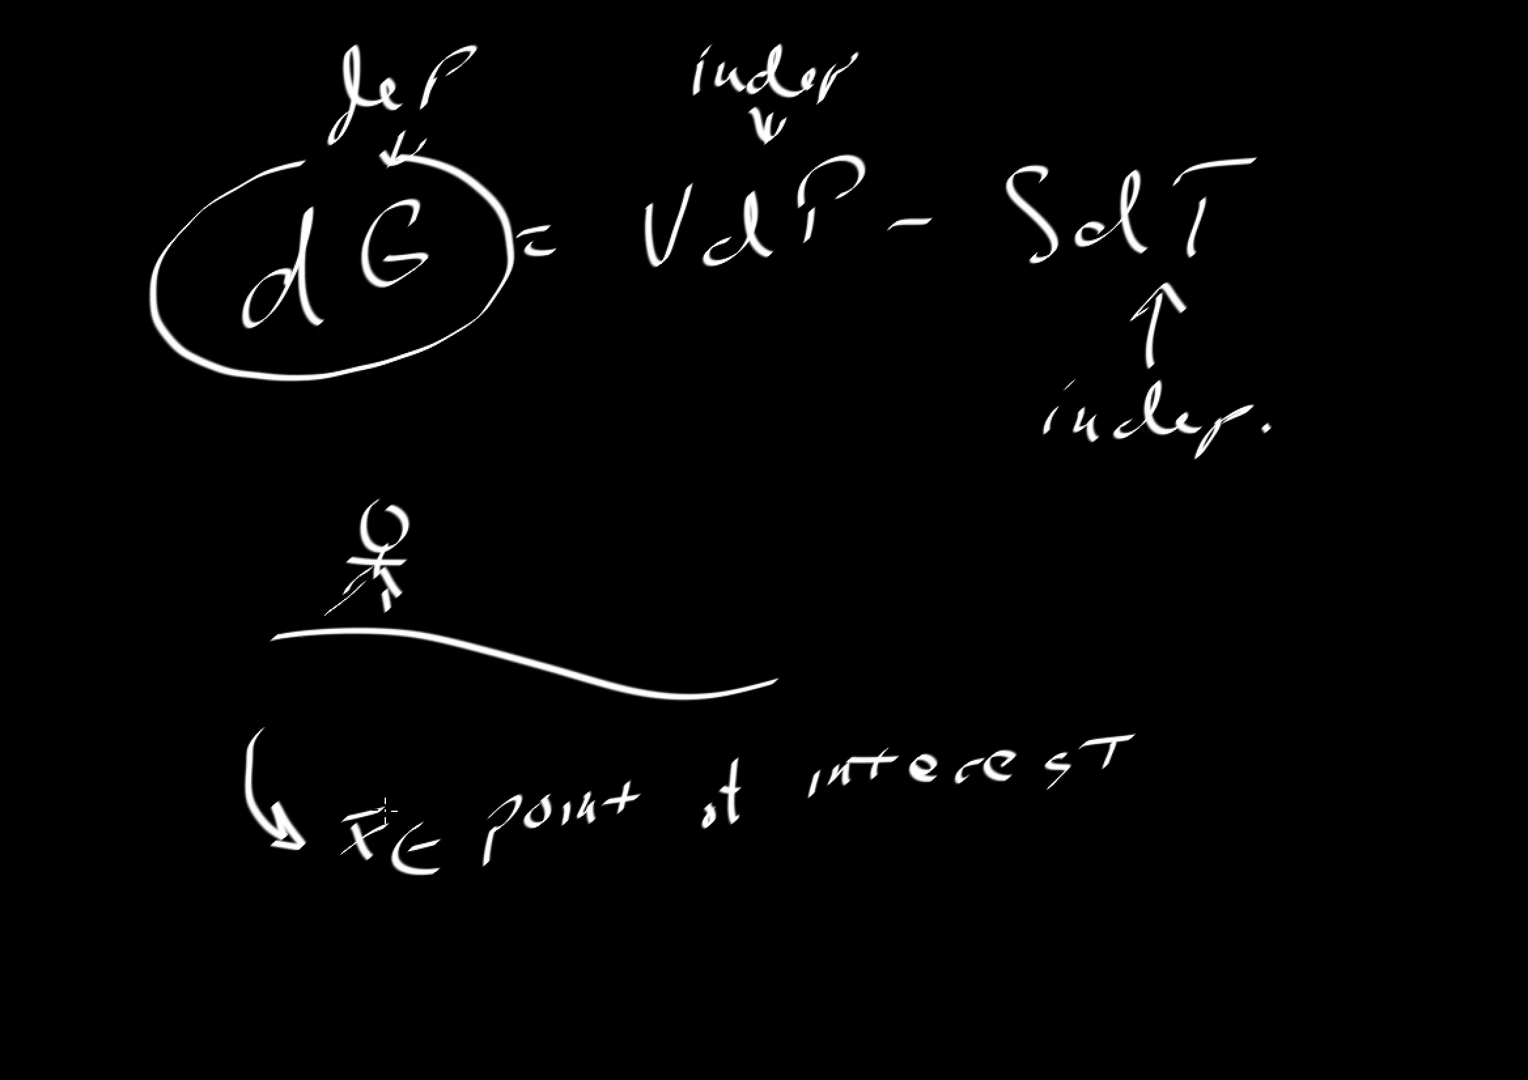 dep indep
dG = VdP - SdT
indep.
point of interest